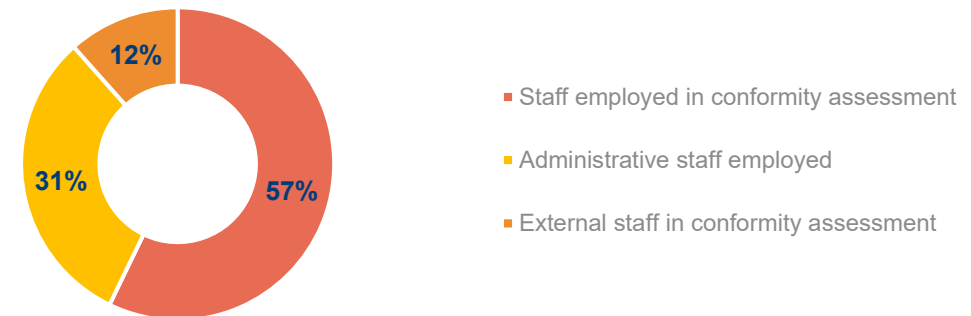 12%
31%
57%
Staff employed in conformity assessment
Administrative staff employed
External staff in conformity assessment